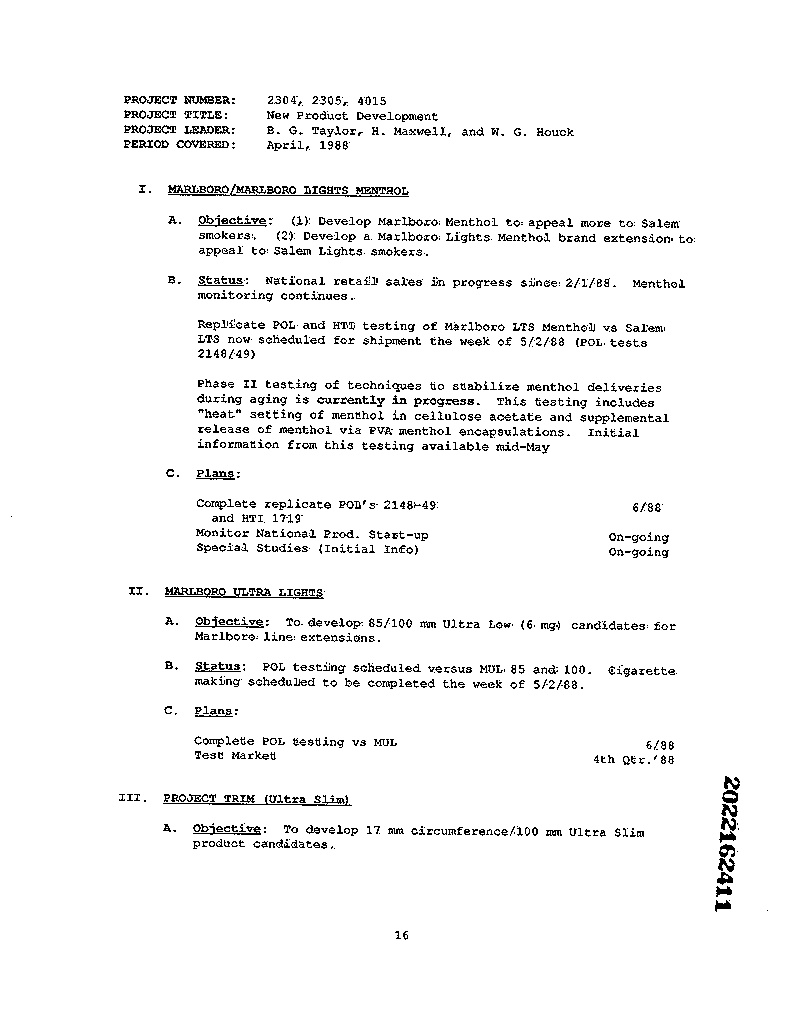 PROJECT NUMBER: 2304, 2305, 4015
PROJECT TITLE: New Product Development
PROJECT LEADER: B. G. Taylor, H. Maxwell, and W. G. Houck
PERIOD COVERED: April, 1988
I. MARLBORO/MARLBORO LIGHTS MENTHOL
A. Objective: (1) Develop Marlboro Menthol to appeal more to Salem
smokers. (2) Develop a Marlboro Lights Menthol brand extension to
appeal to Salem Lights smokers.
B. Status: National retail sales in progress since 2/1/88. Menthol
monitoring continues.
Replicate POL and HTI testing of Marlboro LTS Menthol vs Salem
LTS now scheduled for shipment the week of 5/2/88 (POL tests
2148/49)
Phase II testing of techniques to stabilize menthol deliveries
during aging is currently in progress. This testing includes
"heat" setting of menthol in cellulose acetate and supplemental
release of menthol via PVA menthol encapsulations. Initial
information from this testing available mid-May
C. Plans:
Complete replicate POL's 2148-49 6/88
and HTI 1719
Monitor National Prod. Start-up On-going
Special Studies (Initial Info) On-going
II. MARLBORO ULTRA LIGHTS
A. Objective: To develop 85/100 mm Ultra Low (6 mg) candidates for
Marlboro line extensions.
B. Status: POL testing scheduled versus MUL 85 and 100. Cigarette
making scheduled to be completed the week of 5/2/88.
C. Plans:
Complete POL testing vs MUL 6/88
Test Market 4th Qtr.'88
III. PROJECT TRIM (Ultra Slim)
A. Objective: To develop 17 mm circumference/100 mm Ultra Slim
product candidates.
2022162411
16